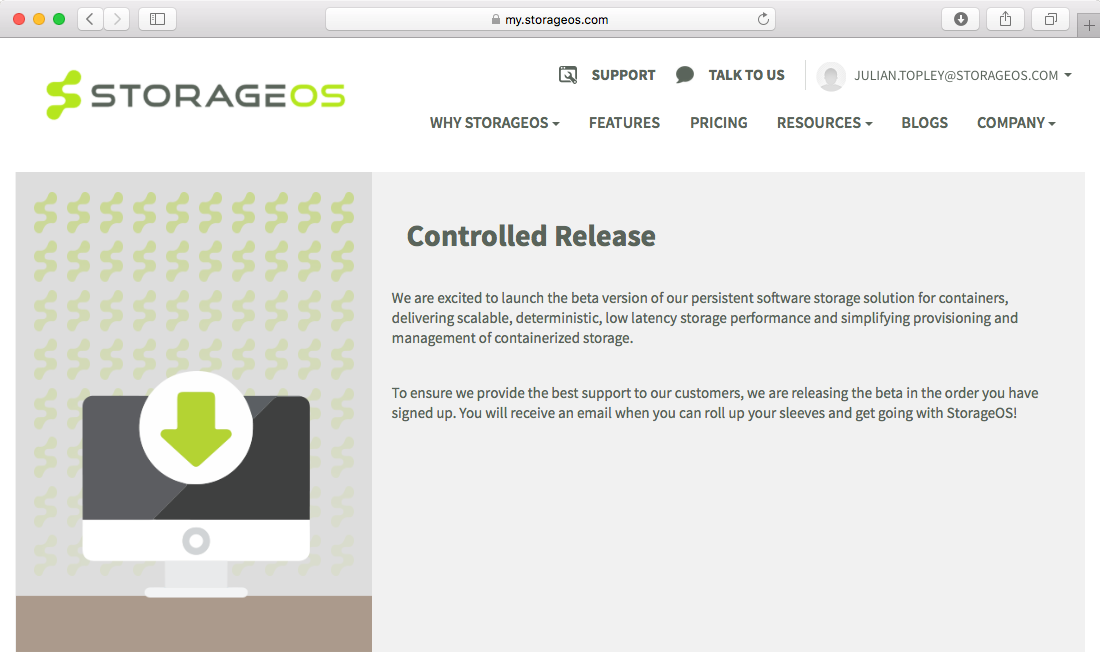 my.storageos.com
STORAGEOS
SUPPORT
TALK TO US
JULIAN.TOPLEY@STORAGEOS.COM
WHY STORAGEOS
FEATURES
PRICING
RESOURCES
BLOGS
COMPANY
Controlled Release
We are excited to launch the beta version of our persistent software storage solution for containers,
delivering scalable, deterministic, low latency storage performance and simplifying provisioning and
management of containerized storage.
To ensure we provide the best support to our customers, we are releasing the beta in the order you have
signed up. You will receive an email when you can roll up your sleeves and get going with StorageOS!